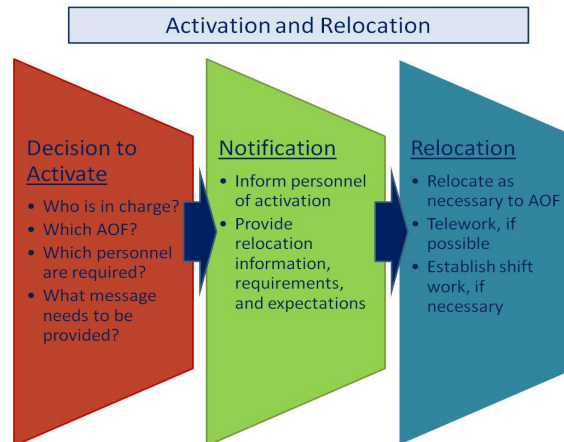 Activation and Relocation
Decision to
Activate
• Who is in charge?
• Which AOF?
• Which personnel
are required?
• What message
needs to be
provided?
Notification
• Inform personnel
of activation
• Provide
relocation
information,
requirements,
and expectations
Relocation
• Relocate as
necessary to AOF
• Telework, if
possible
• Establish shift
work, if
necessary